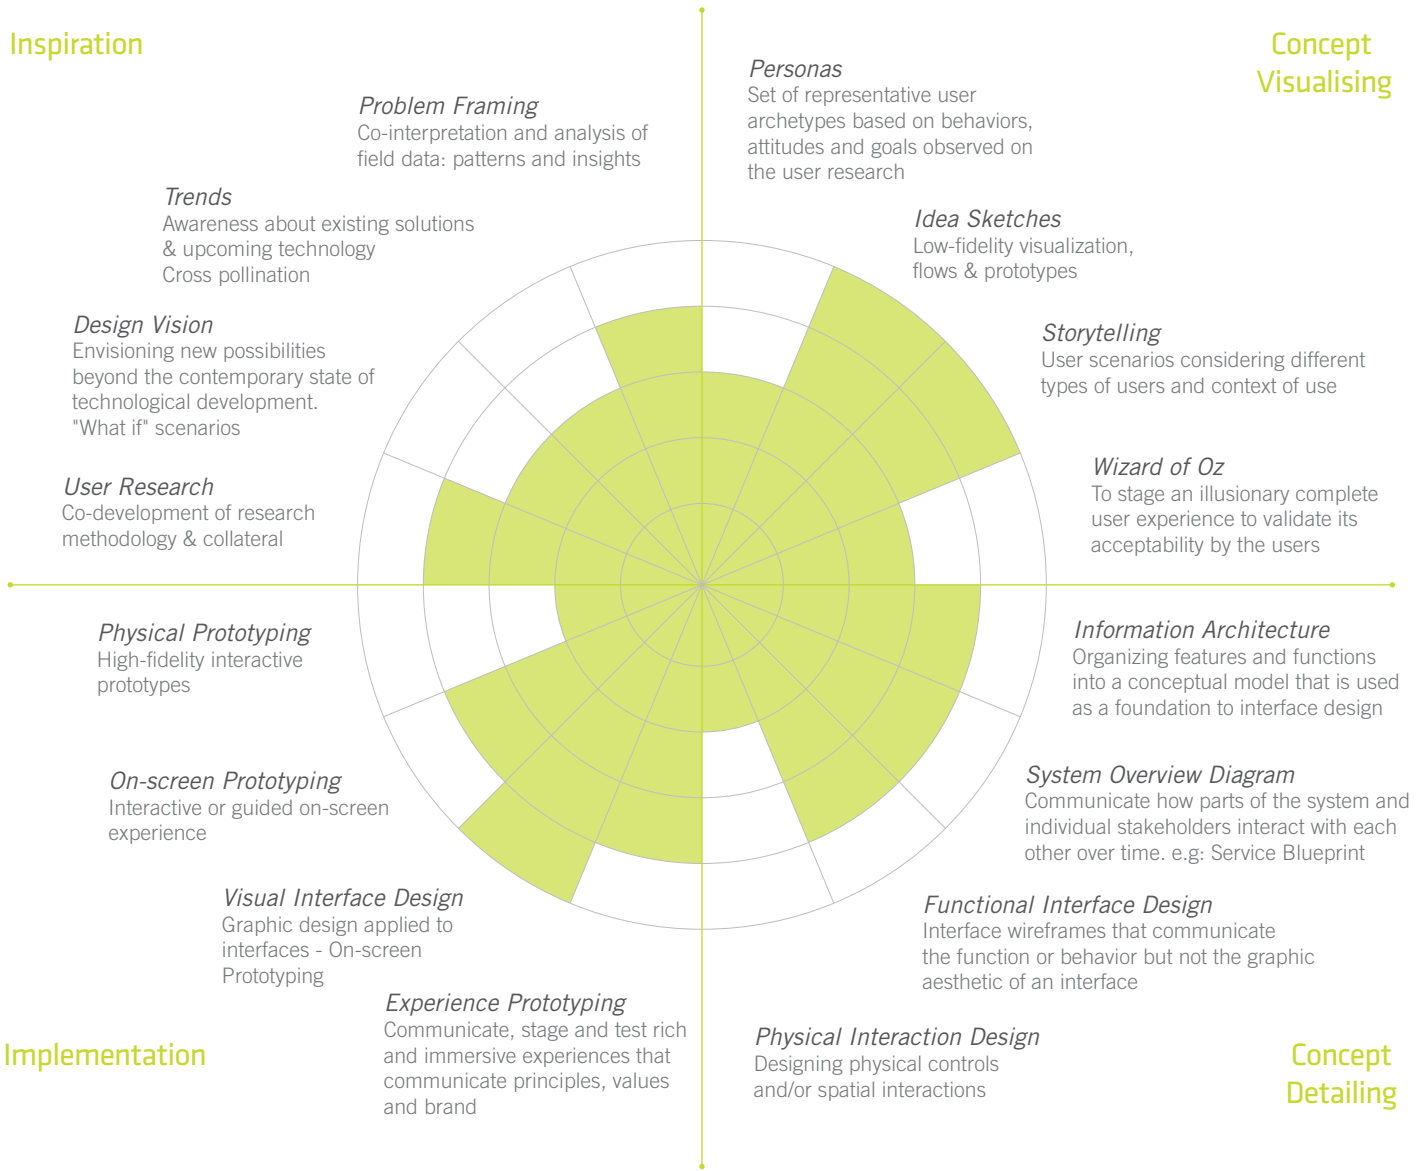 Inspiration
Concept
Visualising
Problem Framing
Co-interpretation and analysis of
field data: patterns and insights
Personas
Set of representative user
archetypes based on behaviors,
attitudes and goals observed on
the user research
Trends
Awareness about existing solutions
& upcoming technology
Cross pollination
Idea Sketches
Low-fidelity visualization,
flows & prototypes
Design Vision
Envisioning new possibilities
beyond the contemporary state of
technological development.
"What if" scenarios
Storytelling
User scenarios considering different
types of users and context of use
User Research
Co-development of research
methodology & collateral
Wizard of Oz
To stage an illusionary complete
user experience to validate its
acceptability by the users
Physical Prototyping
High-fidelity interactive
prototypes
Information Architecture
Organizing features and functions
into a conceptual model that is used
as a foundation to interface design
On-screen Prototyping
Interactive or guided on-screen
experience
System Overview Diagram
Communicate how parts of the system and
individual stakeholders interact with each
other over time. e.g: Service Blueprint
Visual Interface Design
Graphic design applied to
interfaces - On-screen
Prototyping
Functional Interface Design
Interface wireframes that communicate
the function or behavior but not the graphic
aesthetic of an interface
Experience Prototyping
Communicate, stage and test rich
and immersive experiences that
communicate principles, values
and brand
Physical Interaction Design
Designing physical controls
and/or spatial interactions
Implementation
Concept
Detailing